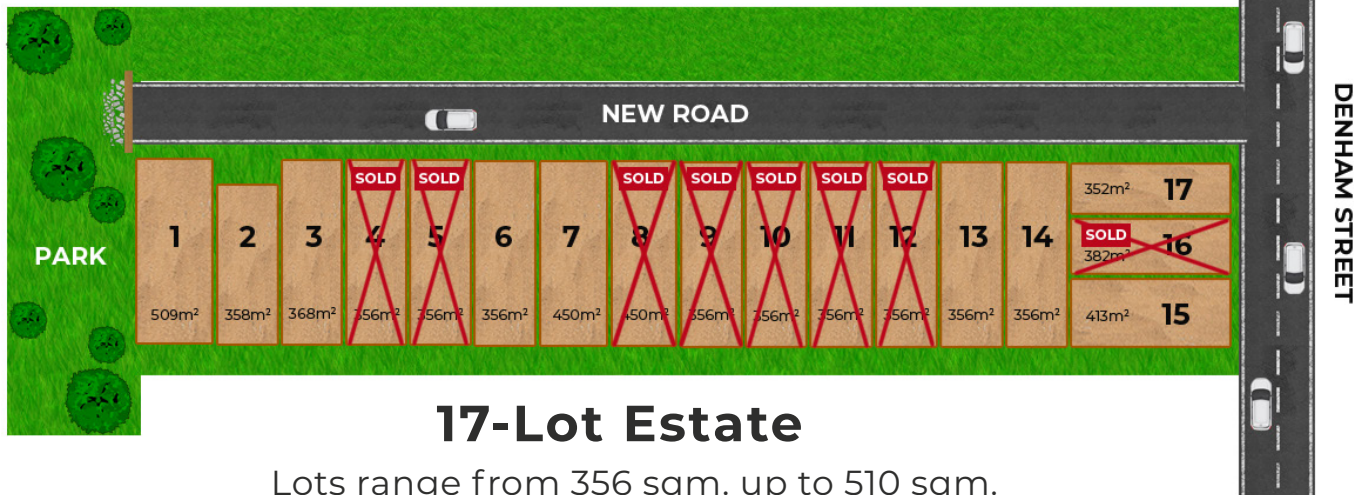 NEW ROAD
DENHAM STREET
PARK
SOLD SOLD SOLD SOLD SOLD SOLD SOLD
1 2 3 4 5 6 7 8 9 10 11 12 13 14
509m² 358m² 368m² 356m² 356m² 356m² 450m² 450m² 356m² 356m² 356m² 356m² 356m² 356m²
352m² 17
SOLD 16
382m²
413m² 15
17-Lot Estate
Lots range from 356 sqm. up to 510 sqm.